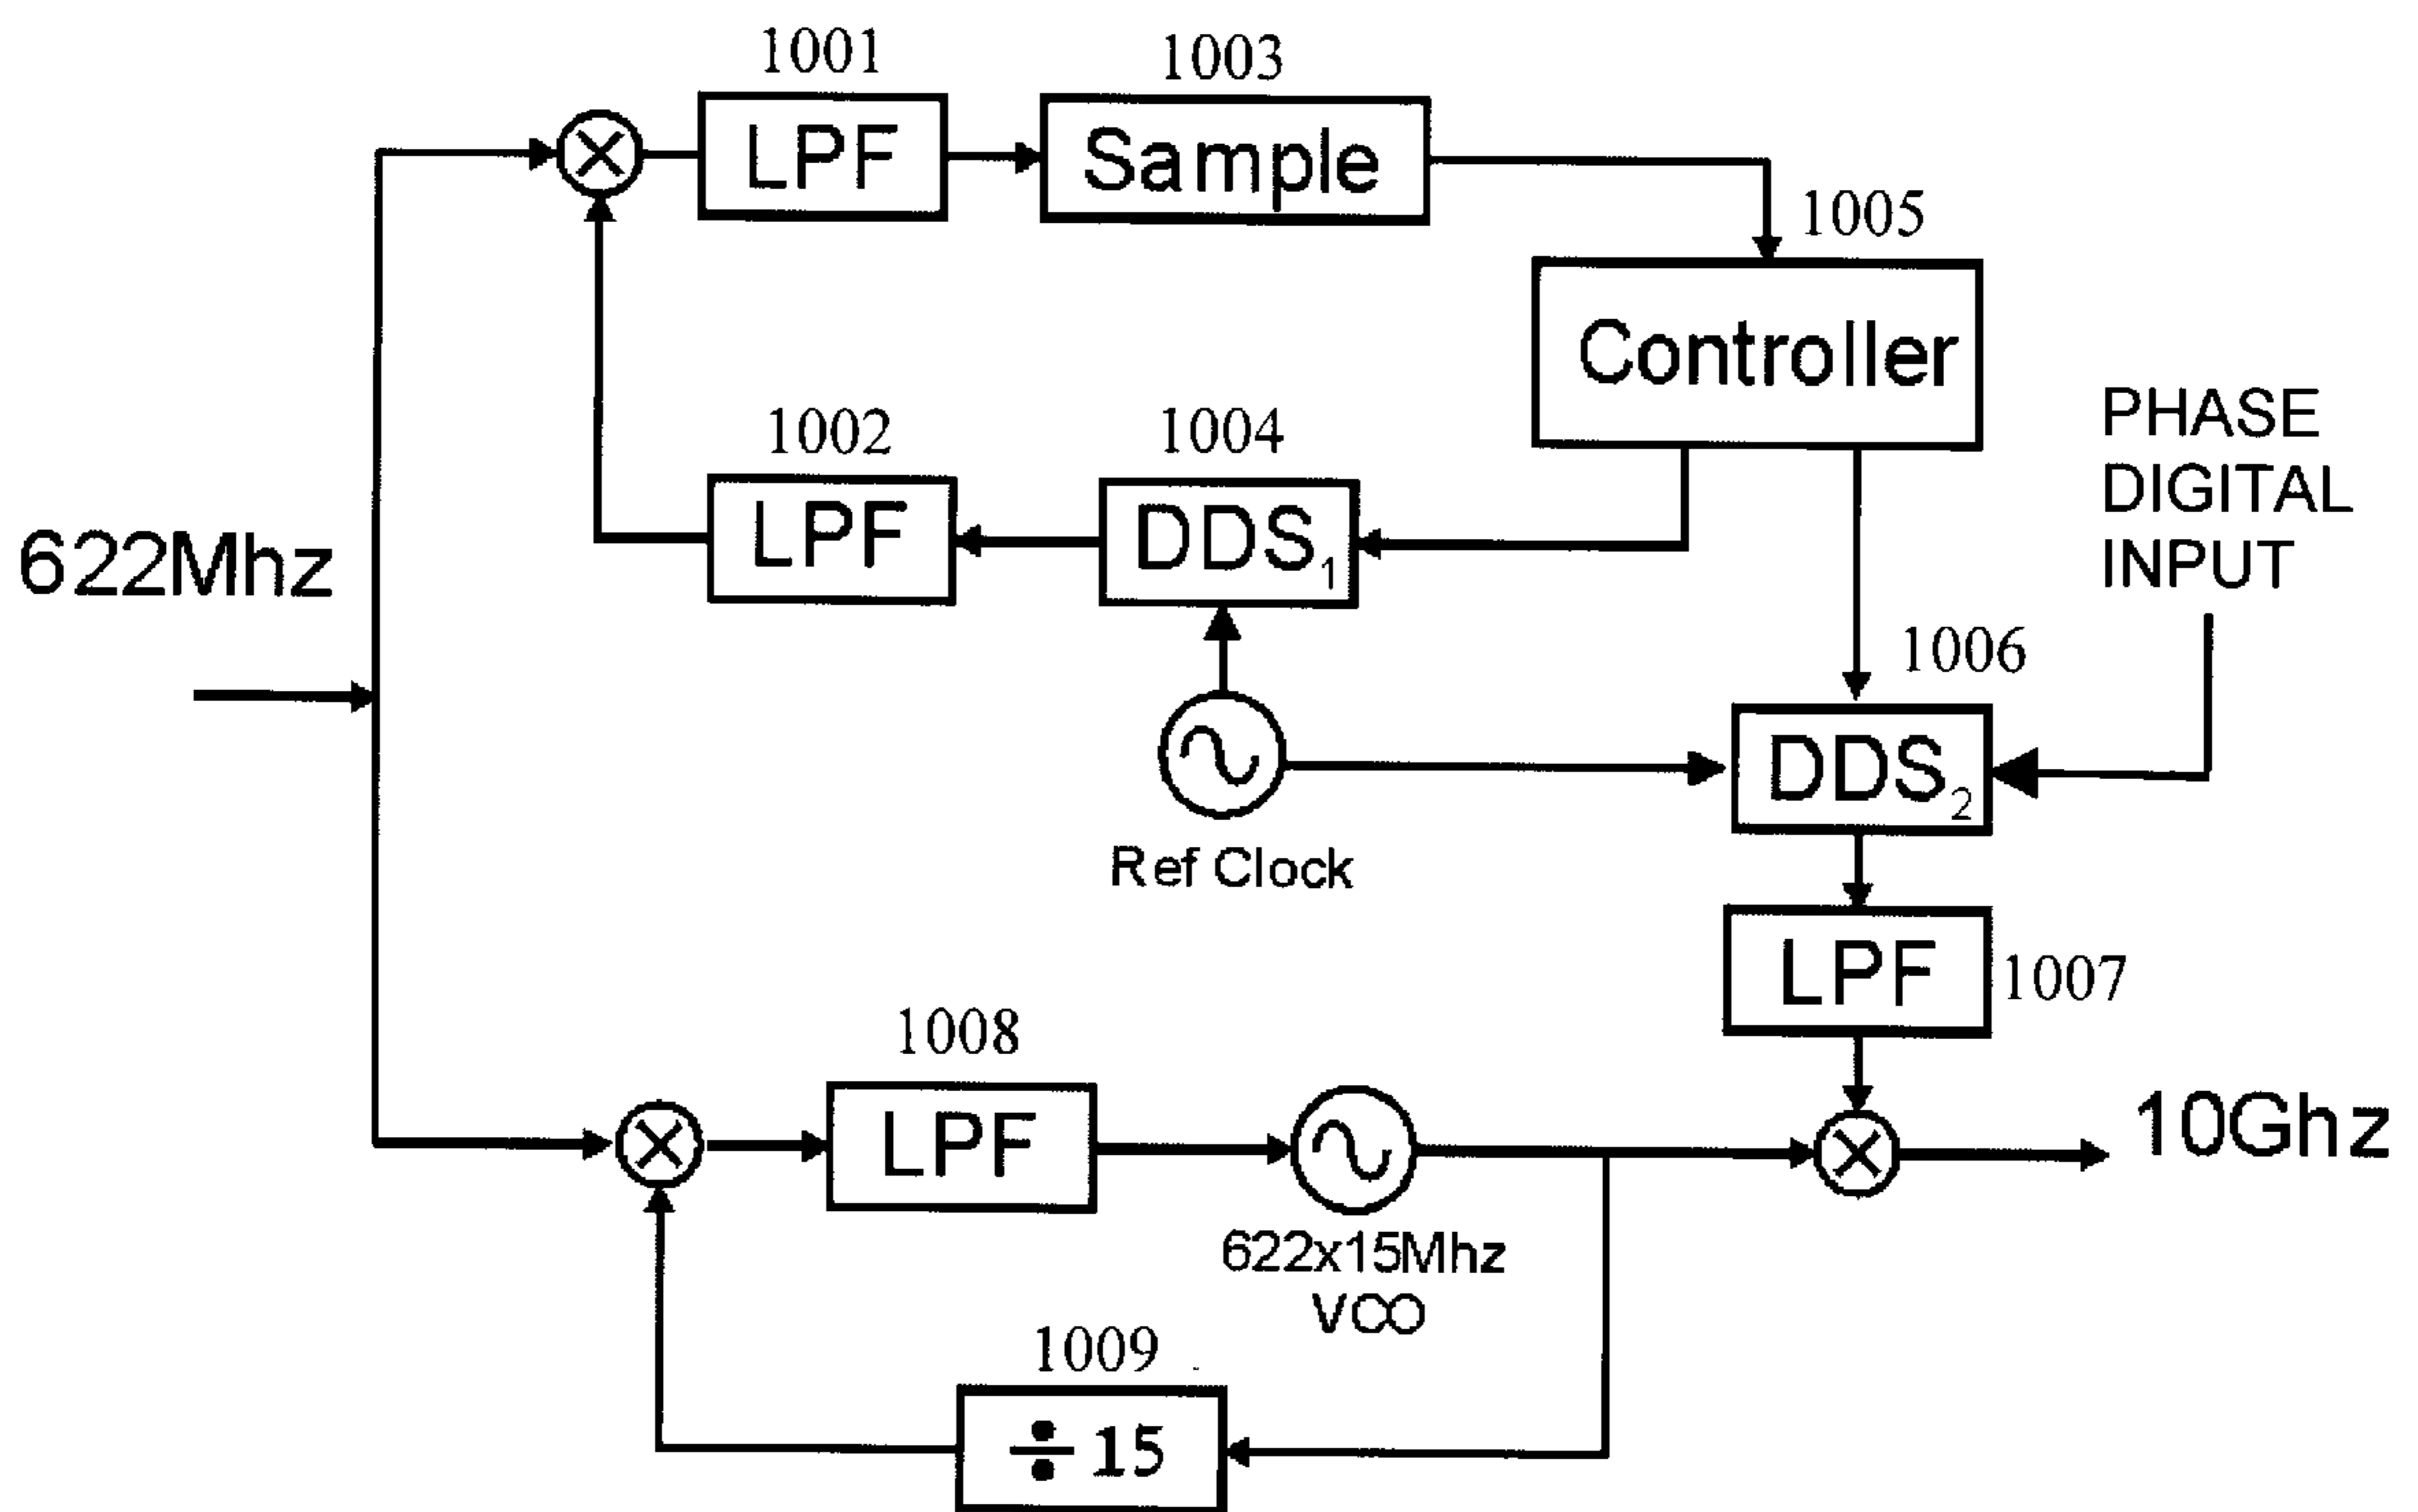 1001
1003
LPF
Sample
1005
Controller
1002
1004
LPF
DDS1
PHASE
DIGITAL
INPUT
622Mhz
1006
DDS2
Ref Clock
LPF
1007
1008
LPF
10Ghz
622x15Mhz
VCO
1009
÷ 15